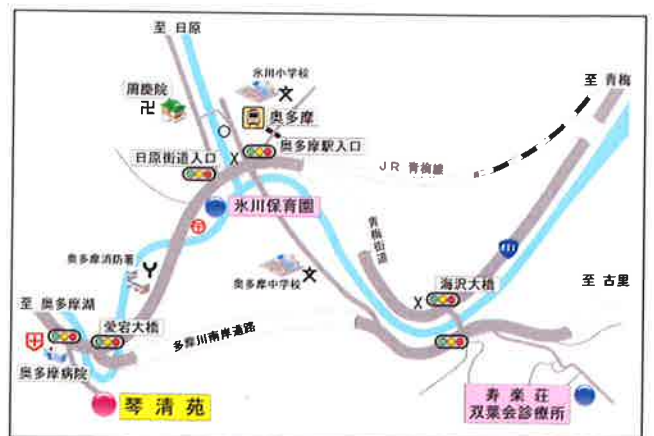 至 日原
氷川小学校
周慶院
奥多摩
至 青梅
奥多摩駅入口
日原街道入口
JR 青梅線
氷川保育園
青梅街道
411
奥多摩消防署
奥多摩中学校
海沢大橋
至 古里
至 奥多摩湖
愛宕大橋
多摩川南岸道路
奥多摩病院
琴清苑
寿楽荘
双葉会診療所